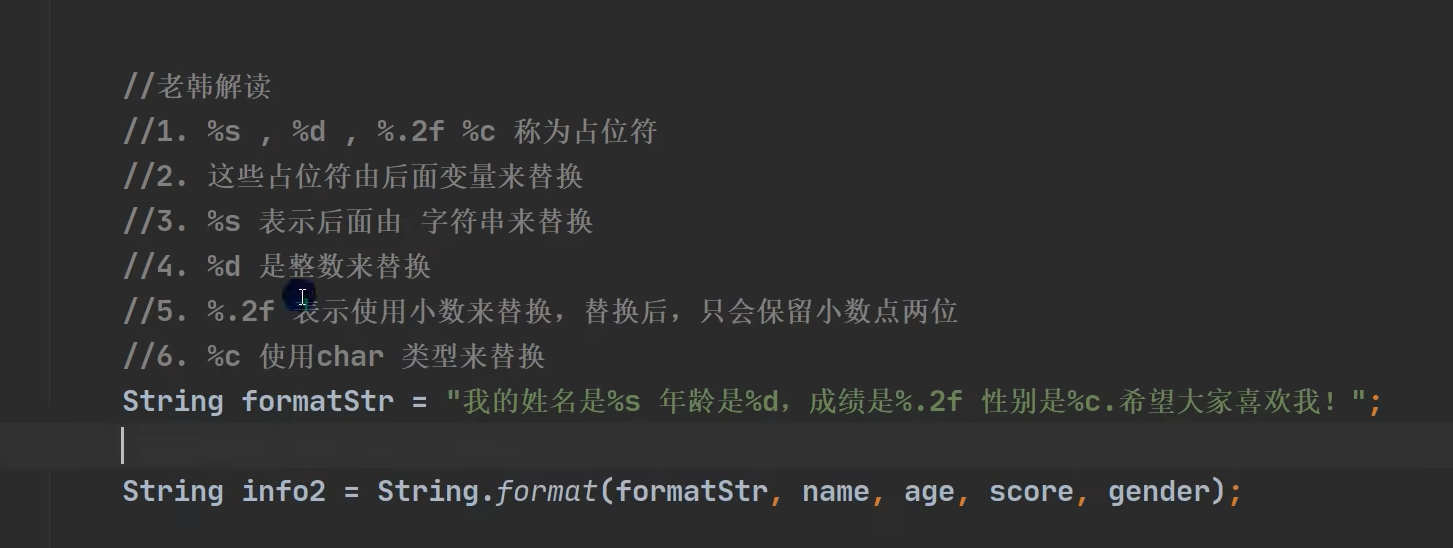 //老韩解读
//1. %s , %d , %.2f %c 称为占位符
//2. 这些占位符由后面变量来替换
//3. %s 表示后面由 字符串来替换
//4. %d 是整数来替换
//5. %.2f 表示使用小数来替换，替换后，只会保留小数点两位
//6. %c 使用char 类型来替换
String formatStr = "我的姓名是%s 年龄是%d，成绩是%.2f 性别是%c.希望大家喜欢我！";
String info2 = String.format(formatStr, name, age, score, gender);